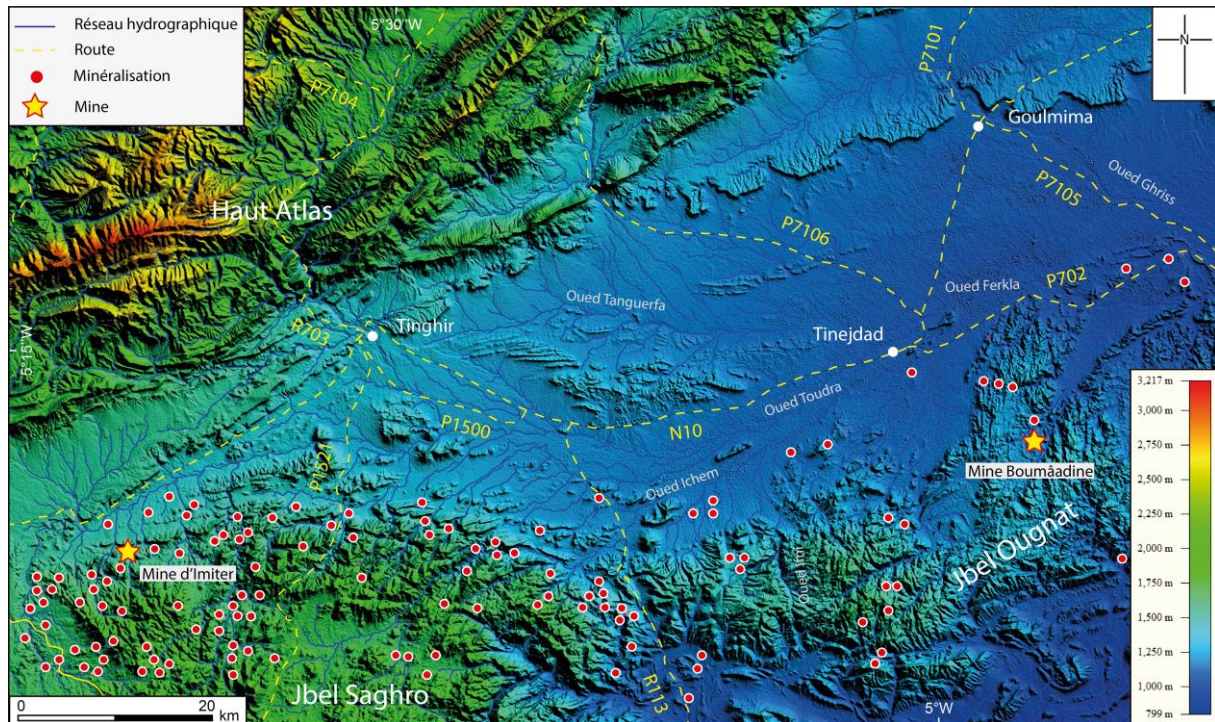 Réseau hydrographique
Route
Minéralisation
Mine
5°30''W
N
P7104
P7101
Goulmima
P7105
Oued Ghriss
Haut Atlas
P7106
Oued Tanguerfa
Oued Ferkla
P702
R703
Tinghir
Tinejdad
5°15''W
Oued Toudra
P1500
N10
P1521
Oued Ichem
Mine Boumâadine
Mine d'Imiter
Jbel Ougnat
Jbel Saghro
R113
5°W
3,217 m
3,000 m
2,750 m
2,500 m
2,250 m
2,000 m
1,750 m
1,500 m
1,250 m
1,000 m
799 m
0 20
km